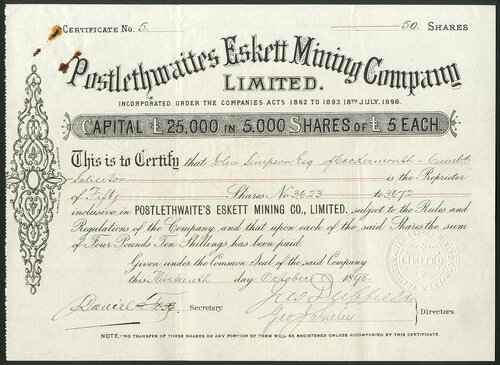 CERTIFICATE No. 5. 50. SHARES
Postlethwaites Eskett Mining Company
LIMITED.
INCORPORATED UNDER THE COMPANIES ACTS 1862 TO 1893. 18TH JULY, 1898.
CAPITAL £25,000 IN 5,000 SHARES OF £5 EACH.
This is to Certify that John Simpson Esq of Cockermouth - Cumbd
Solicitor is the Proprietor
of Fifty Shares No 3623 to 3672
inclusive in POSTLETHWAITE'S ESKETT MINING CO., LIMITED. subject to the Rules and
Regulations of the Company, and that upon each of the said Shares the sum
of Four Pounds Ten Shillings has been paid.
Given under the Common Seal of the said Company
this day of October 1898
Daniel Secretary.
Directors.
LIMITED
NOTE.—NO TRANSFER OF THESE SHARES OR ANY PORTION OF THEM WILL BE REGISTERED UNLESS ACCOMPANIED BY THIS CERTIFICATE.